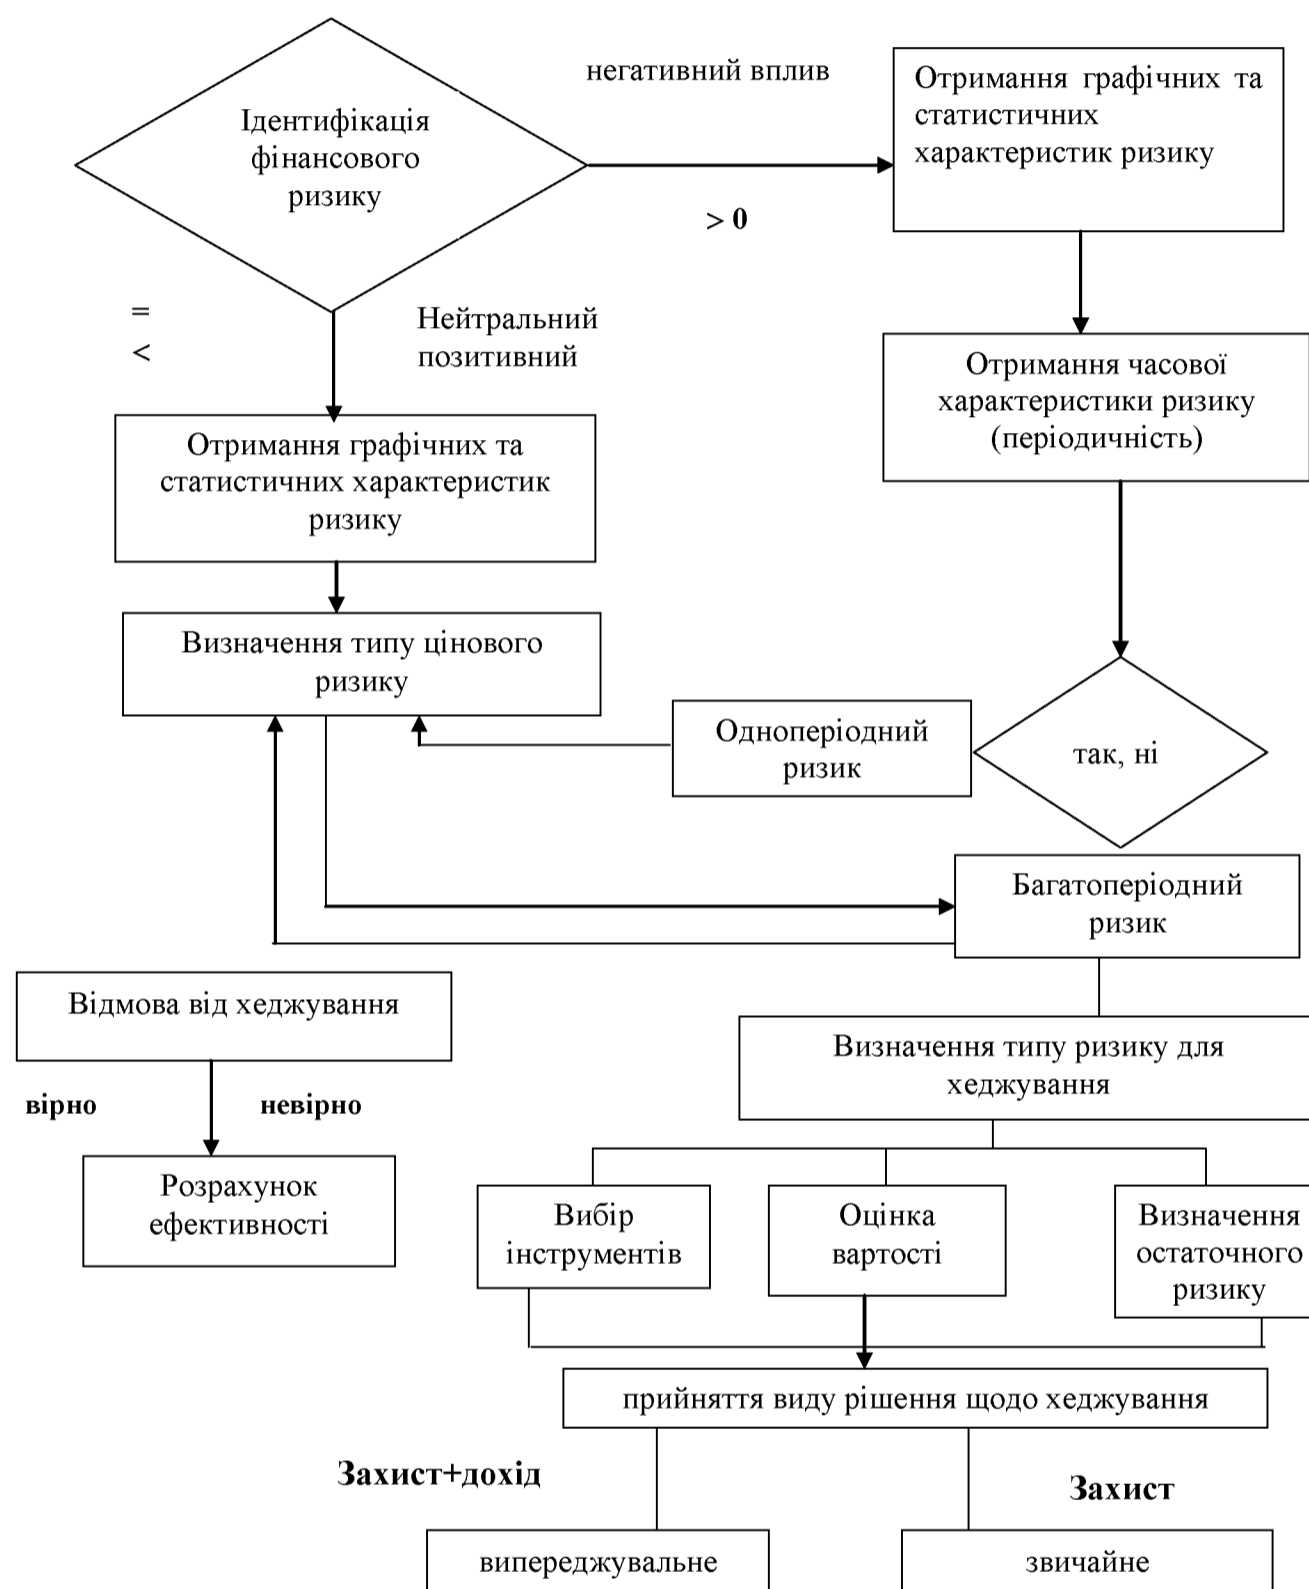 Ідентифікація
фінансового
ризику
негативний вплив
> 0
Отримання графічних та
статистичних
характеристик ризику
=
<
Нейтральний
позитивний
Отримання часової
характеристики ризику
(періодичність)
Отримання графічних та
статистичних характеристик
ризику
Визначення типу цінового
ризику
Одноперіодний
ризик
так, ні
Багатоперіодний
ризик
Відмова від хеджування
вірно
невірно
Розрахунок
ефективності
Визначення типу ризику для
хеджування
Вибір
інструментів
Оцінка
вартості
Визначення
остаточного
ризику
прийняття виду рішення щодо хеджування
Захист+дохід
Захист
випереджувальне
звичайне